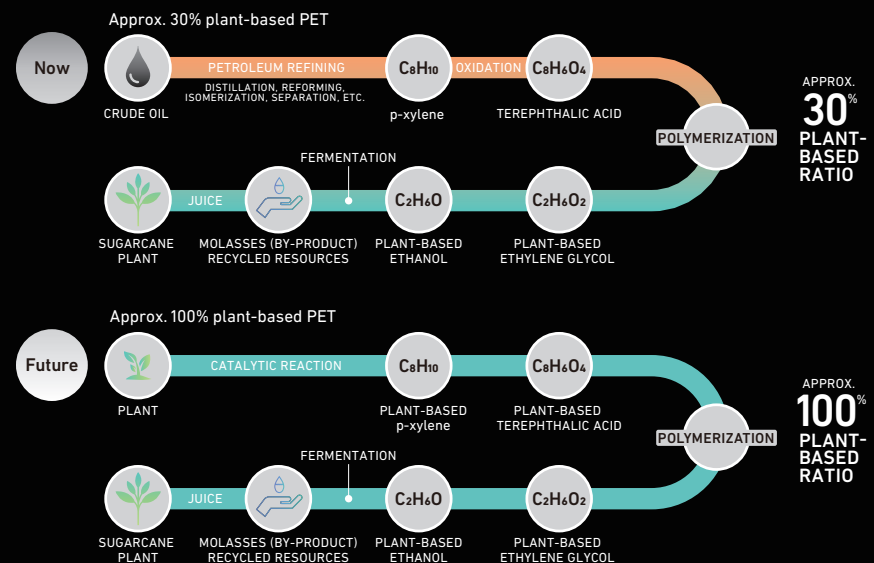 Approx. 30% plant-based PET
Now
PETROLEUM REFINING
DISTILLATION, REFORMING,
ISOMERIZATION, SEPARATION, ETC.
C₈H₁₀
OXIDATION
C₈H₆O₄
CRUDE OIL
p-xylene
TEREPHTHALIC ACID
POLYMERIZATION
APPROX.
30%
PLANT-
BASED
RATIO
FERMENTATION
JUICE
C₂H₆O
C₂H₆O₂
SUGARCANE
PLANT
MOLASSES (BY-PRODUCT)
RECYCLED RESOURCES
PLANT-BASED
ETHANOL
PLANT-BASED
ETHYLENE GLYCOL
Approx. 100% plant-based PET
Future
CATALYTIC REACTION
C₈H₁₀
C₈H₆O₄
PLANT
PLANT-BASED
p-xylene
PLANT-BASED
TEREPHTHALIC ACID
POLYMERIZATION
APPROX.
100%
PLANT-
BASED
RATIO
FERMENTATION
JUICE
C₂H₆O
C₂H₆O₂
SUGARCANE
PLANT
MOLASSES (BY-PRODUCT)
RECYCLED RESOURCES
PLANT-BASED
ETHANOL
PLANT-BASED
ETHYLENE GLYCOL